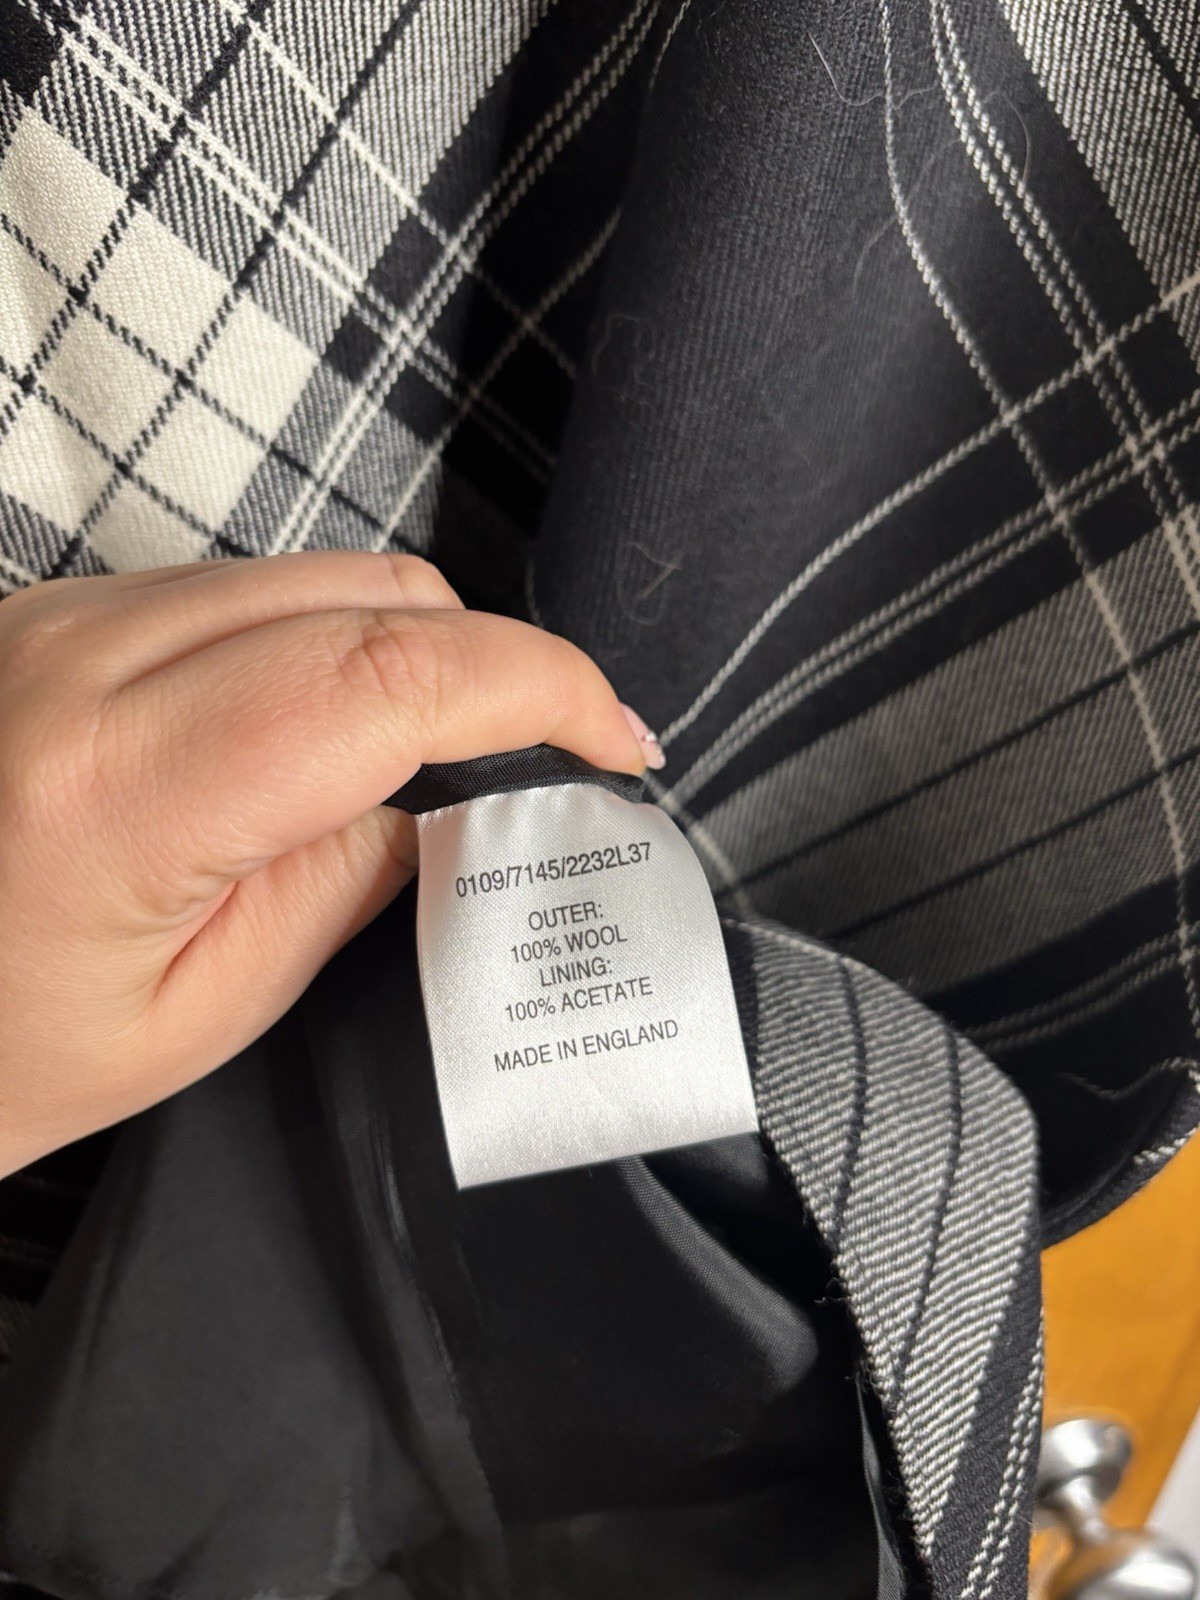 0109/7145/2232L37
OUTER:
100% WOOL
LINING:
100% ACETATE
MADE IN ENGLAND